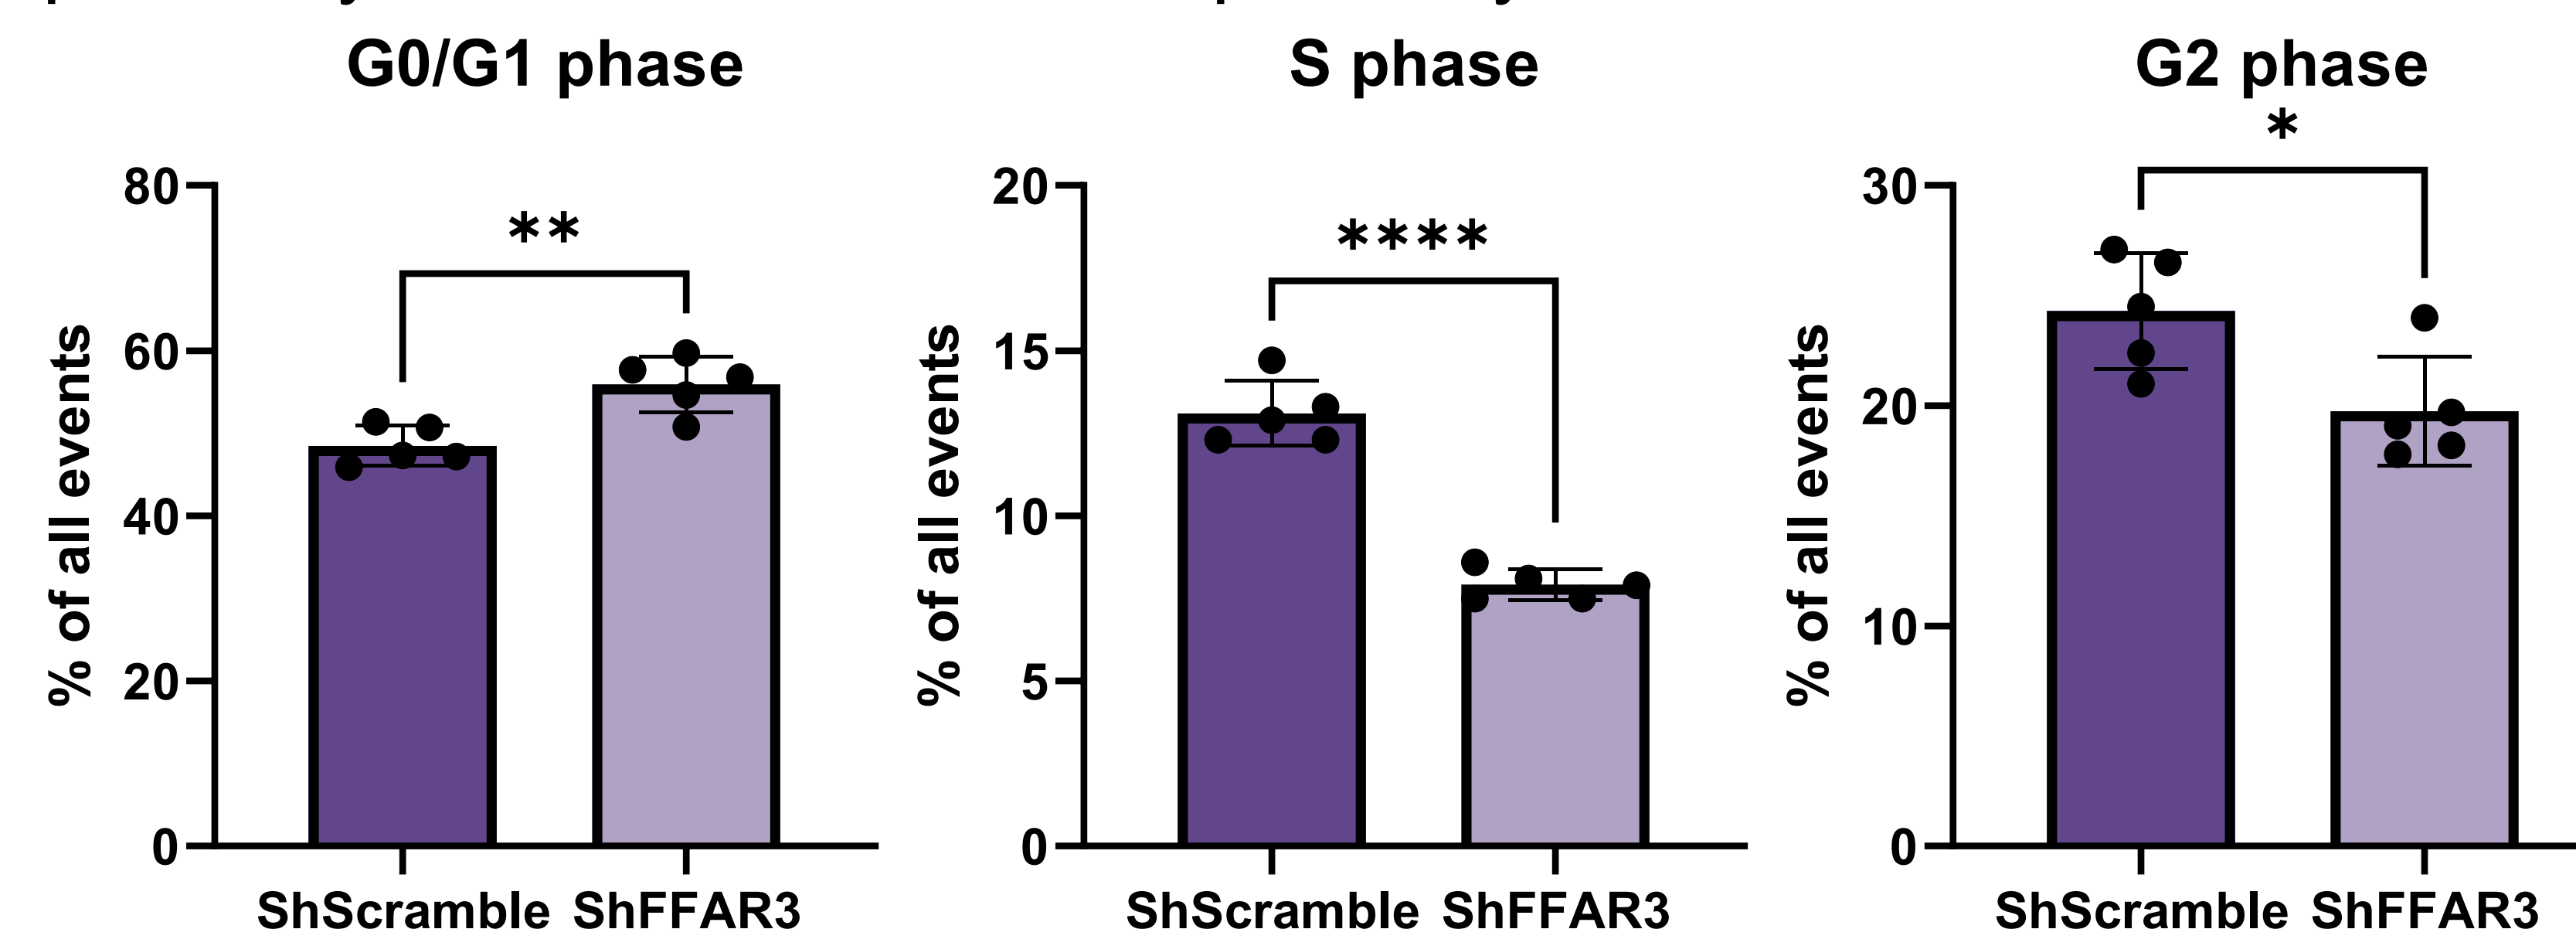 G0/G1 phase
**
80
60
40
20
0
% of all events
ShScramble ShFFAR3
S phase
****
20
15
10
5
0
% of all events
ShScramble ShFFAR3
G2 phase
*
30
20
10
0
% of all events
ShScramble ShFFAR3